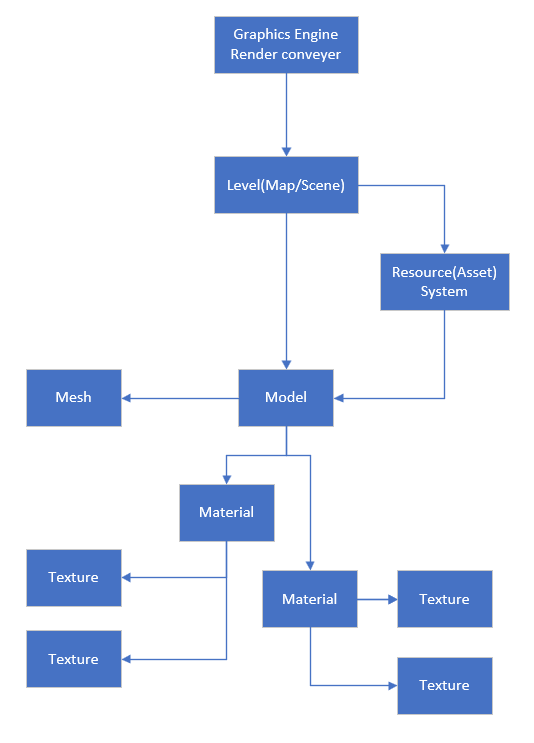 Graphics Engine
Render conveyer
Level(Map/Scene)
Resource(Asset)
System
Mesh
Model
Material
Texture
Material
Texture
Texture
Texture